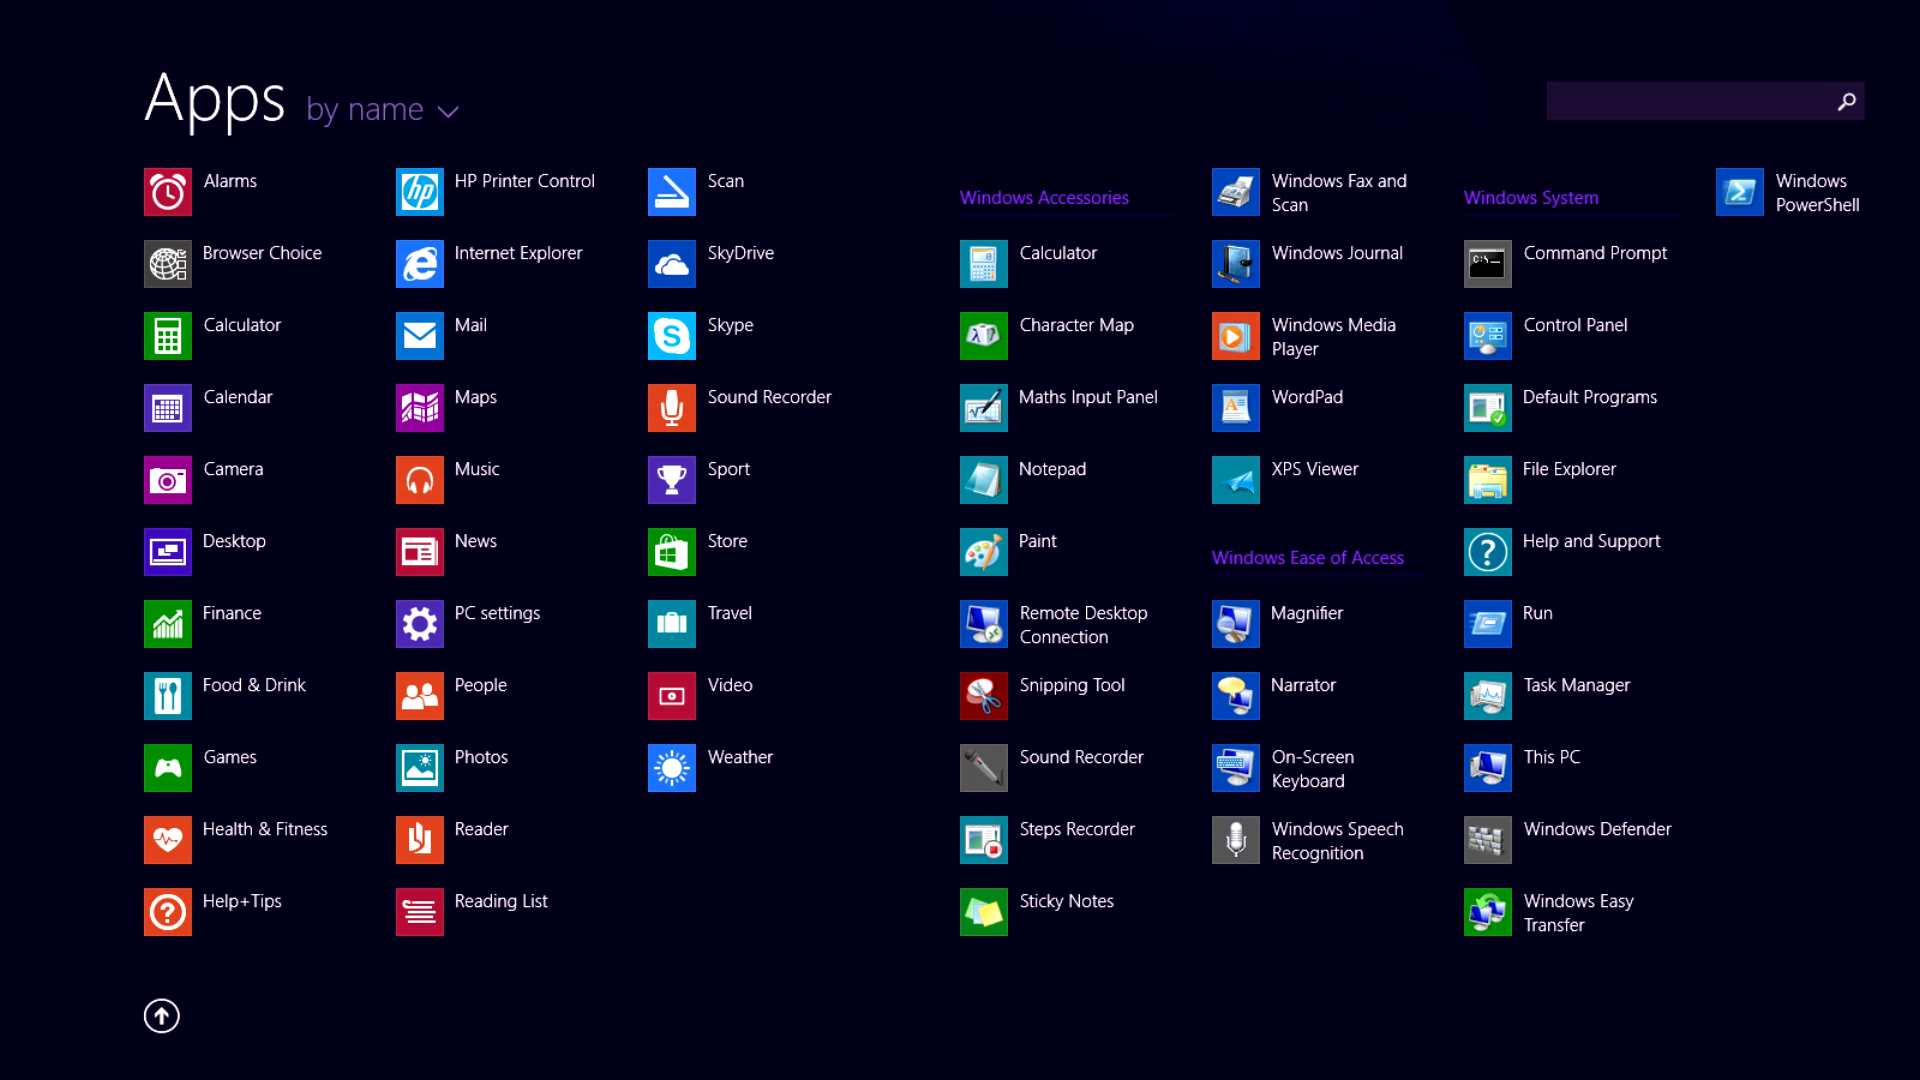 Apps by name
Alarms
Browser Choice
Calculator
Calendar
Camera
Desktop
Finance
Food & Drink
Games
Health & Fitness
Help+Tips
hp
HP Printer Control
Internet Explorer
Mail
Maps
Music
News
PC settings
People
Photos
Reader
Reading List
Scan
SkyDrive
S
Skype
Sound Recorder
Sport
Store
Travel
Video
Weather
Windows Accessories
Calculator
Character Map
Maths Input Panel
Notepad
Paint
Remote Desktop
Connection
Snipping Tool
Sound Recorder
Steps Recorder
Sticky Notes
Windows Fax and
Scan
Windows Journal
Windows Media
Player
A
WordPad
XPS Viewer
Windows Ease of Access
Magnifier
Narrator
On-Screen
Keyboard
Windows Speech
Recognition
Windows System
C:\_
Command Prompt
Control Panel
Default Programs
File Explorer
?
Help and Support
Run
Task Manager
This PC
Windows Defender
Windows Easy
Transfer
Windows
PowerShell